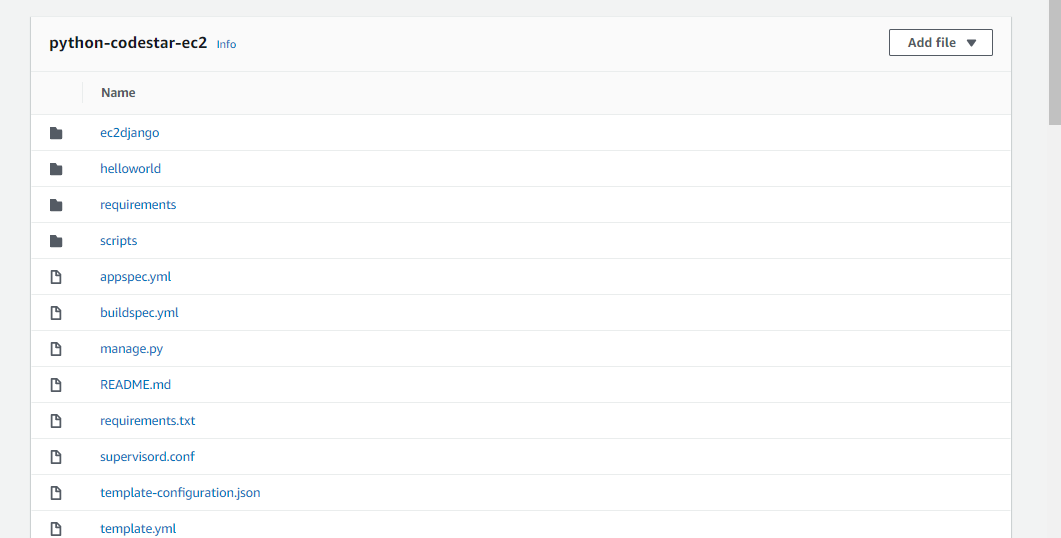 python-codestar-ec2 Info
Add file
Name
ec2django
helloworld
requirements
scripts
appspec.yml
buildspec.yml
manage.py
README.md
requirements.txt
supervisord.conf
template-configuration.json
template.yml